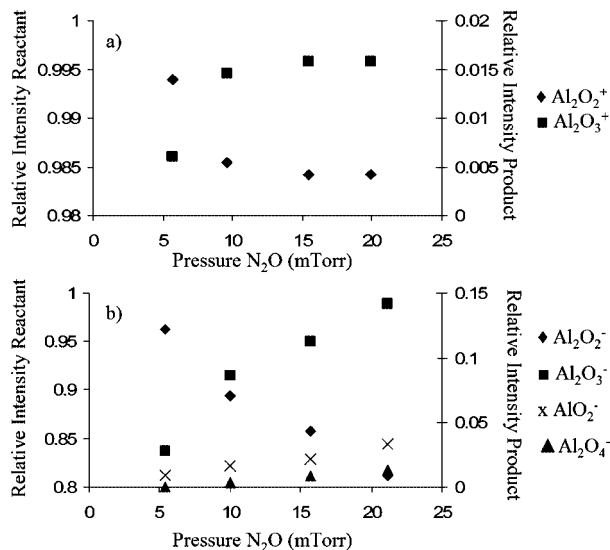 a)
Relative Intensity Reactant
1
0.995
0.99
0.985
0.98
0.02
0.015
0.01
0.005
0
Relative Intensity Product
0 5 10 15 20 25
Pressure N₂O (mTorr)
Al₂O₂⁺
Al₂O₃⁺
b)
Relative Intensity Reactant
1
0.95
0.9
0.85
0.8
0.15
0.1
0.05
0
Relative Intensity Product
0 5 10 15 20 25
Pressure N₂O (mTorr)
Al₂O₂⁻
Al₂O₃⁻
AlO₂⁻
Al₂O₄⁻